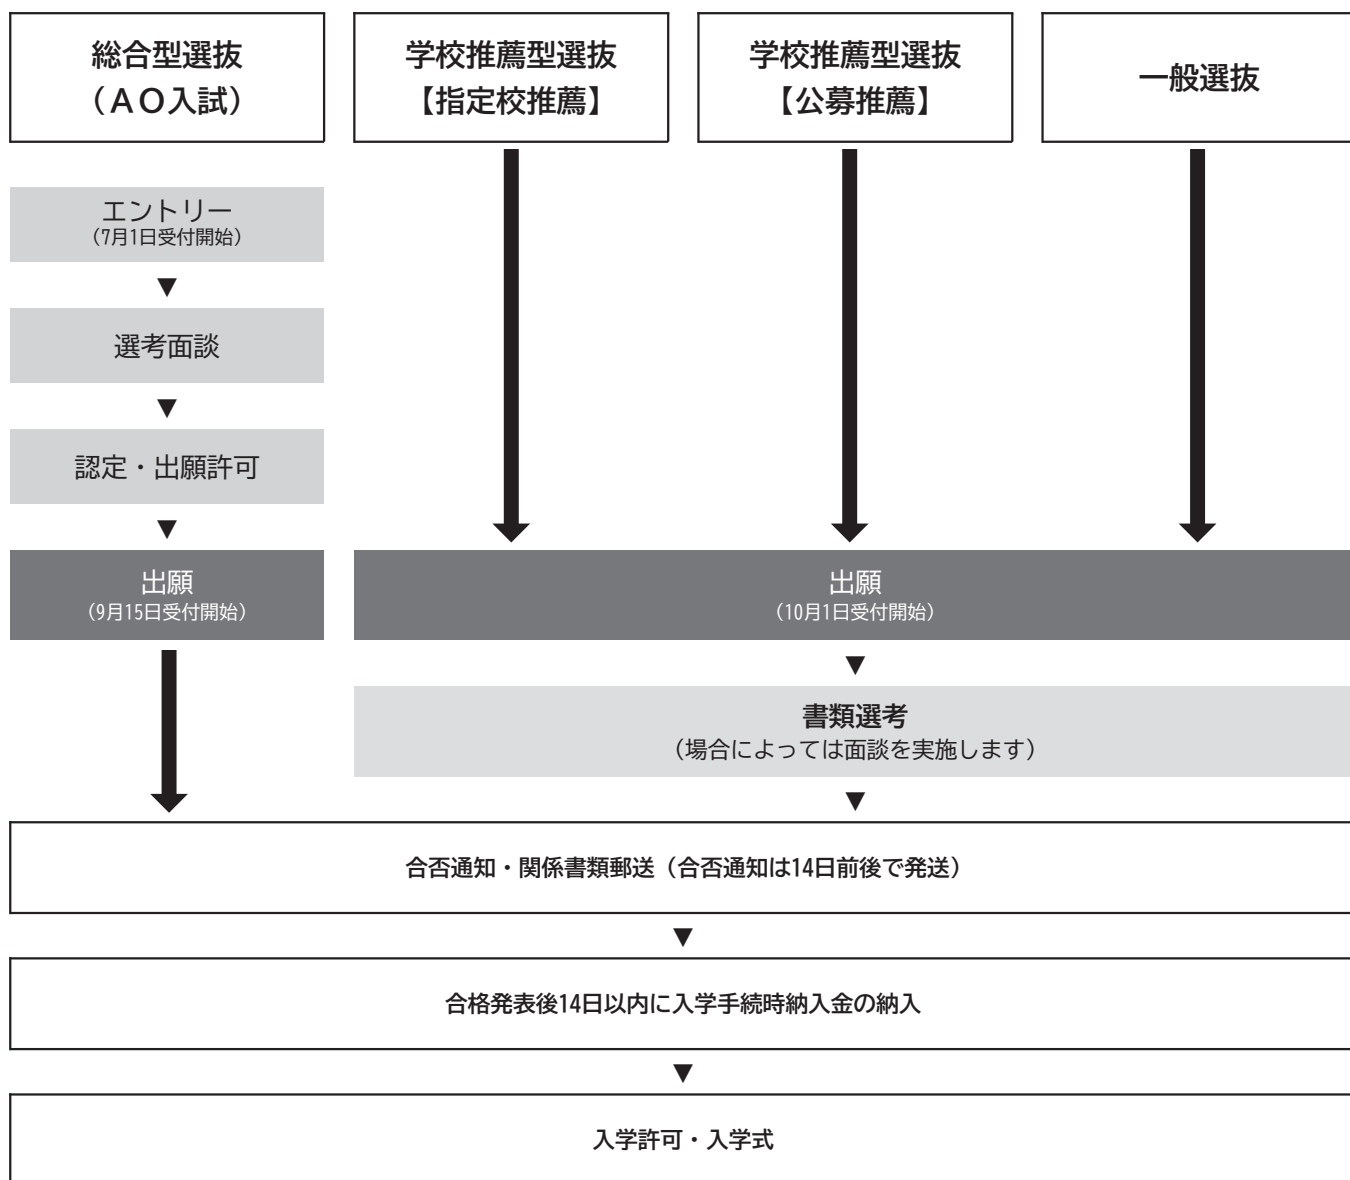 総合型選抜
（ＡＯ入試）
学校推薦型選抜
【指定校推薦】
学校推薦型選抜
【公募推薦】
一般選抜
エントリー
（7月1日受付開始）
▼
選考面談
▼
認定・出願許可
▼
出願
（9月15日受付開始）
出願
（10月1日受付開始）
▼
書類選考
（場合によっては面談を実施します）
▼
合否通知・関係書類郵送（合否通知は14日前後で発送）
▼
合格発表後14日以内に入学手続時納入金の納入
▼
入学許可・入学式